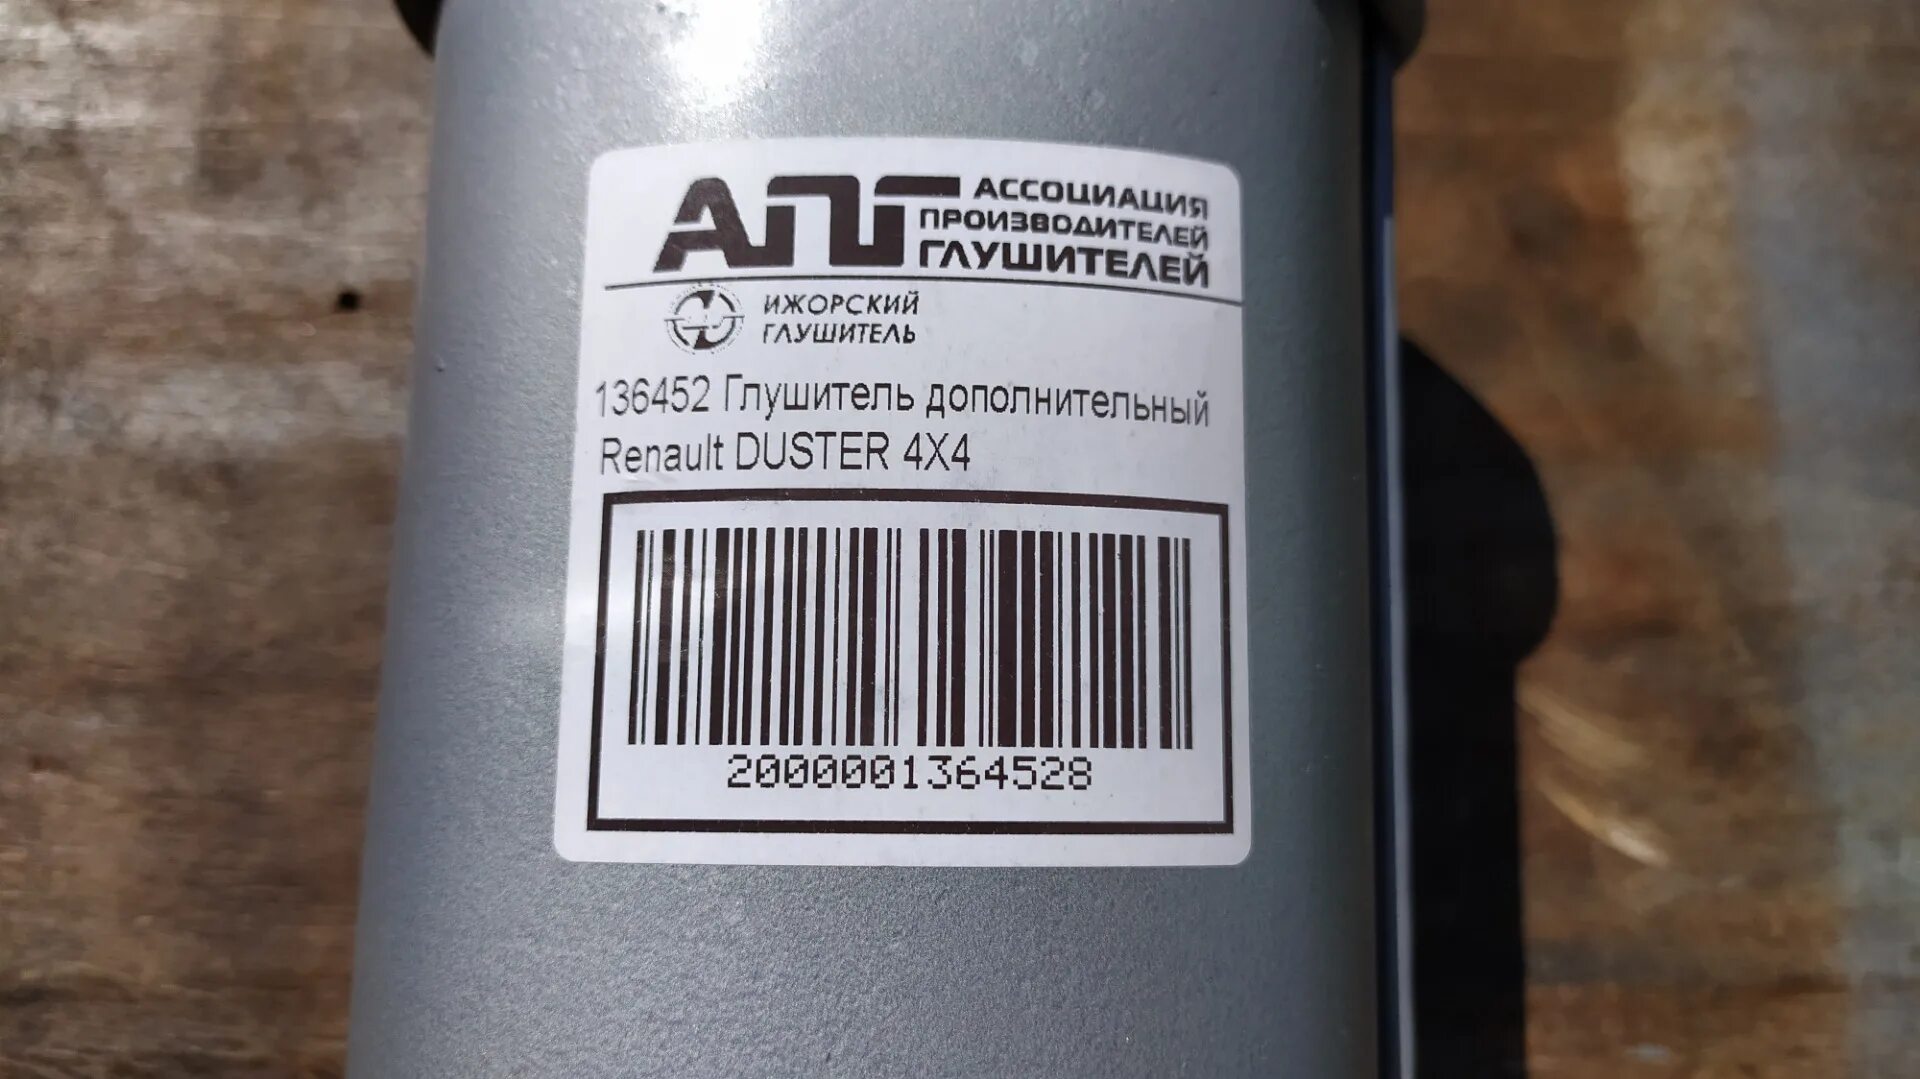 АПГ АССОЦИАЦИЯ
ПРОИЗВОДИТЕЛЕЙ
ГЛУШИТЕЛЕЙ
ИЖОРСКИЙ
ГЛУШИТЕЛЬ
136452 Глушитель дополнительный
Renault DUSTER 4X4
2000001364528